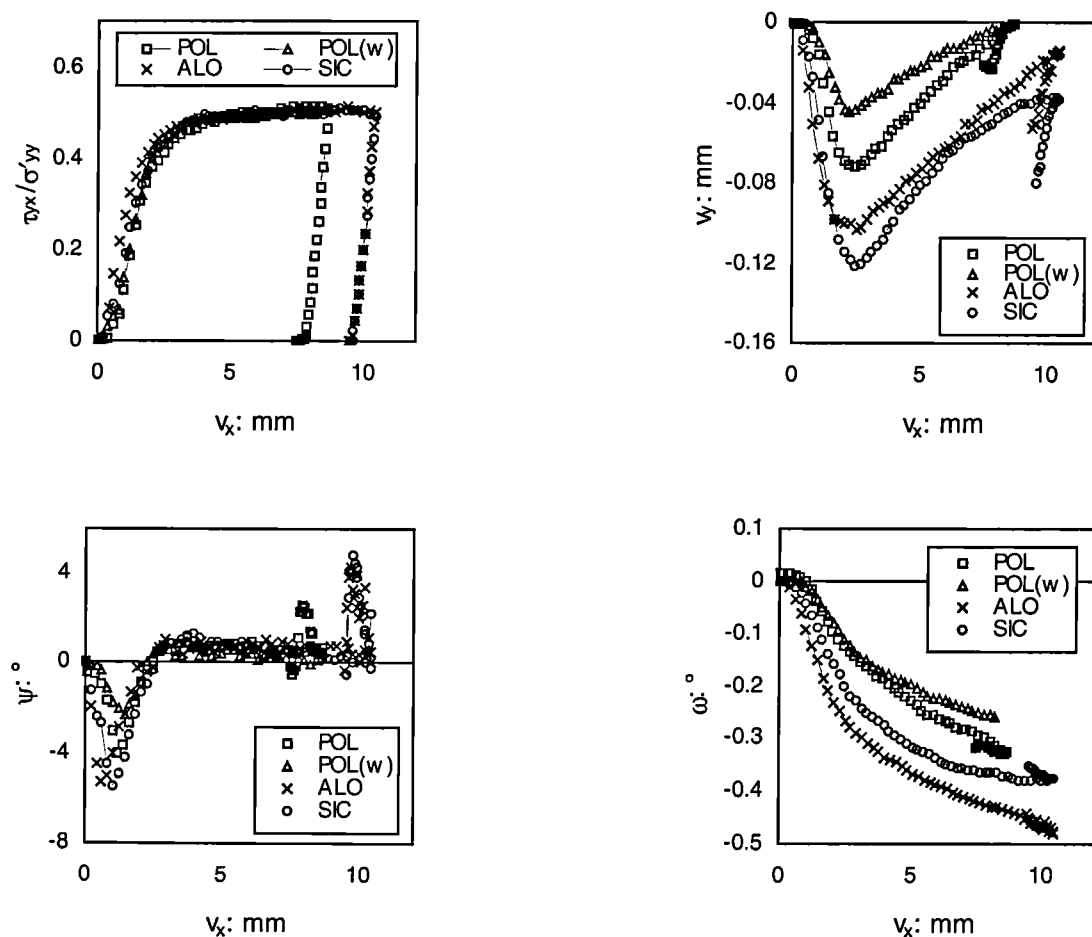 0.6
0.4
0.2
0
POL POL(w)
ALO SIC
τyx/σ'yy
0 5 10
vx: mm
0
-0.04
-0.08
-0.12
-0.16
vy: mm
POL
POL(w)
ALO
SIC
0 5 10
vx: mm
4
0
-4
-8
ψ: °
POL
POL(w)
ALO
SIC
0 5 10
vx: mm
0.1
0
-0.1
-0.2
-0.3
-0.4
-0.5
ω: °
POL
POL(w)
ALO
SIC
0 5 10
vx: mm